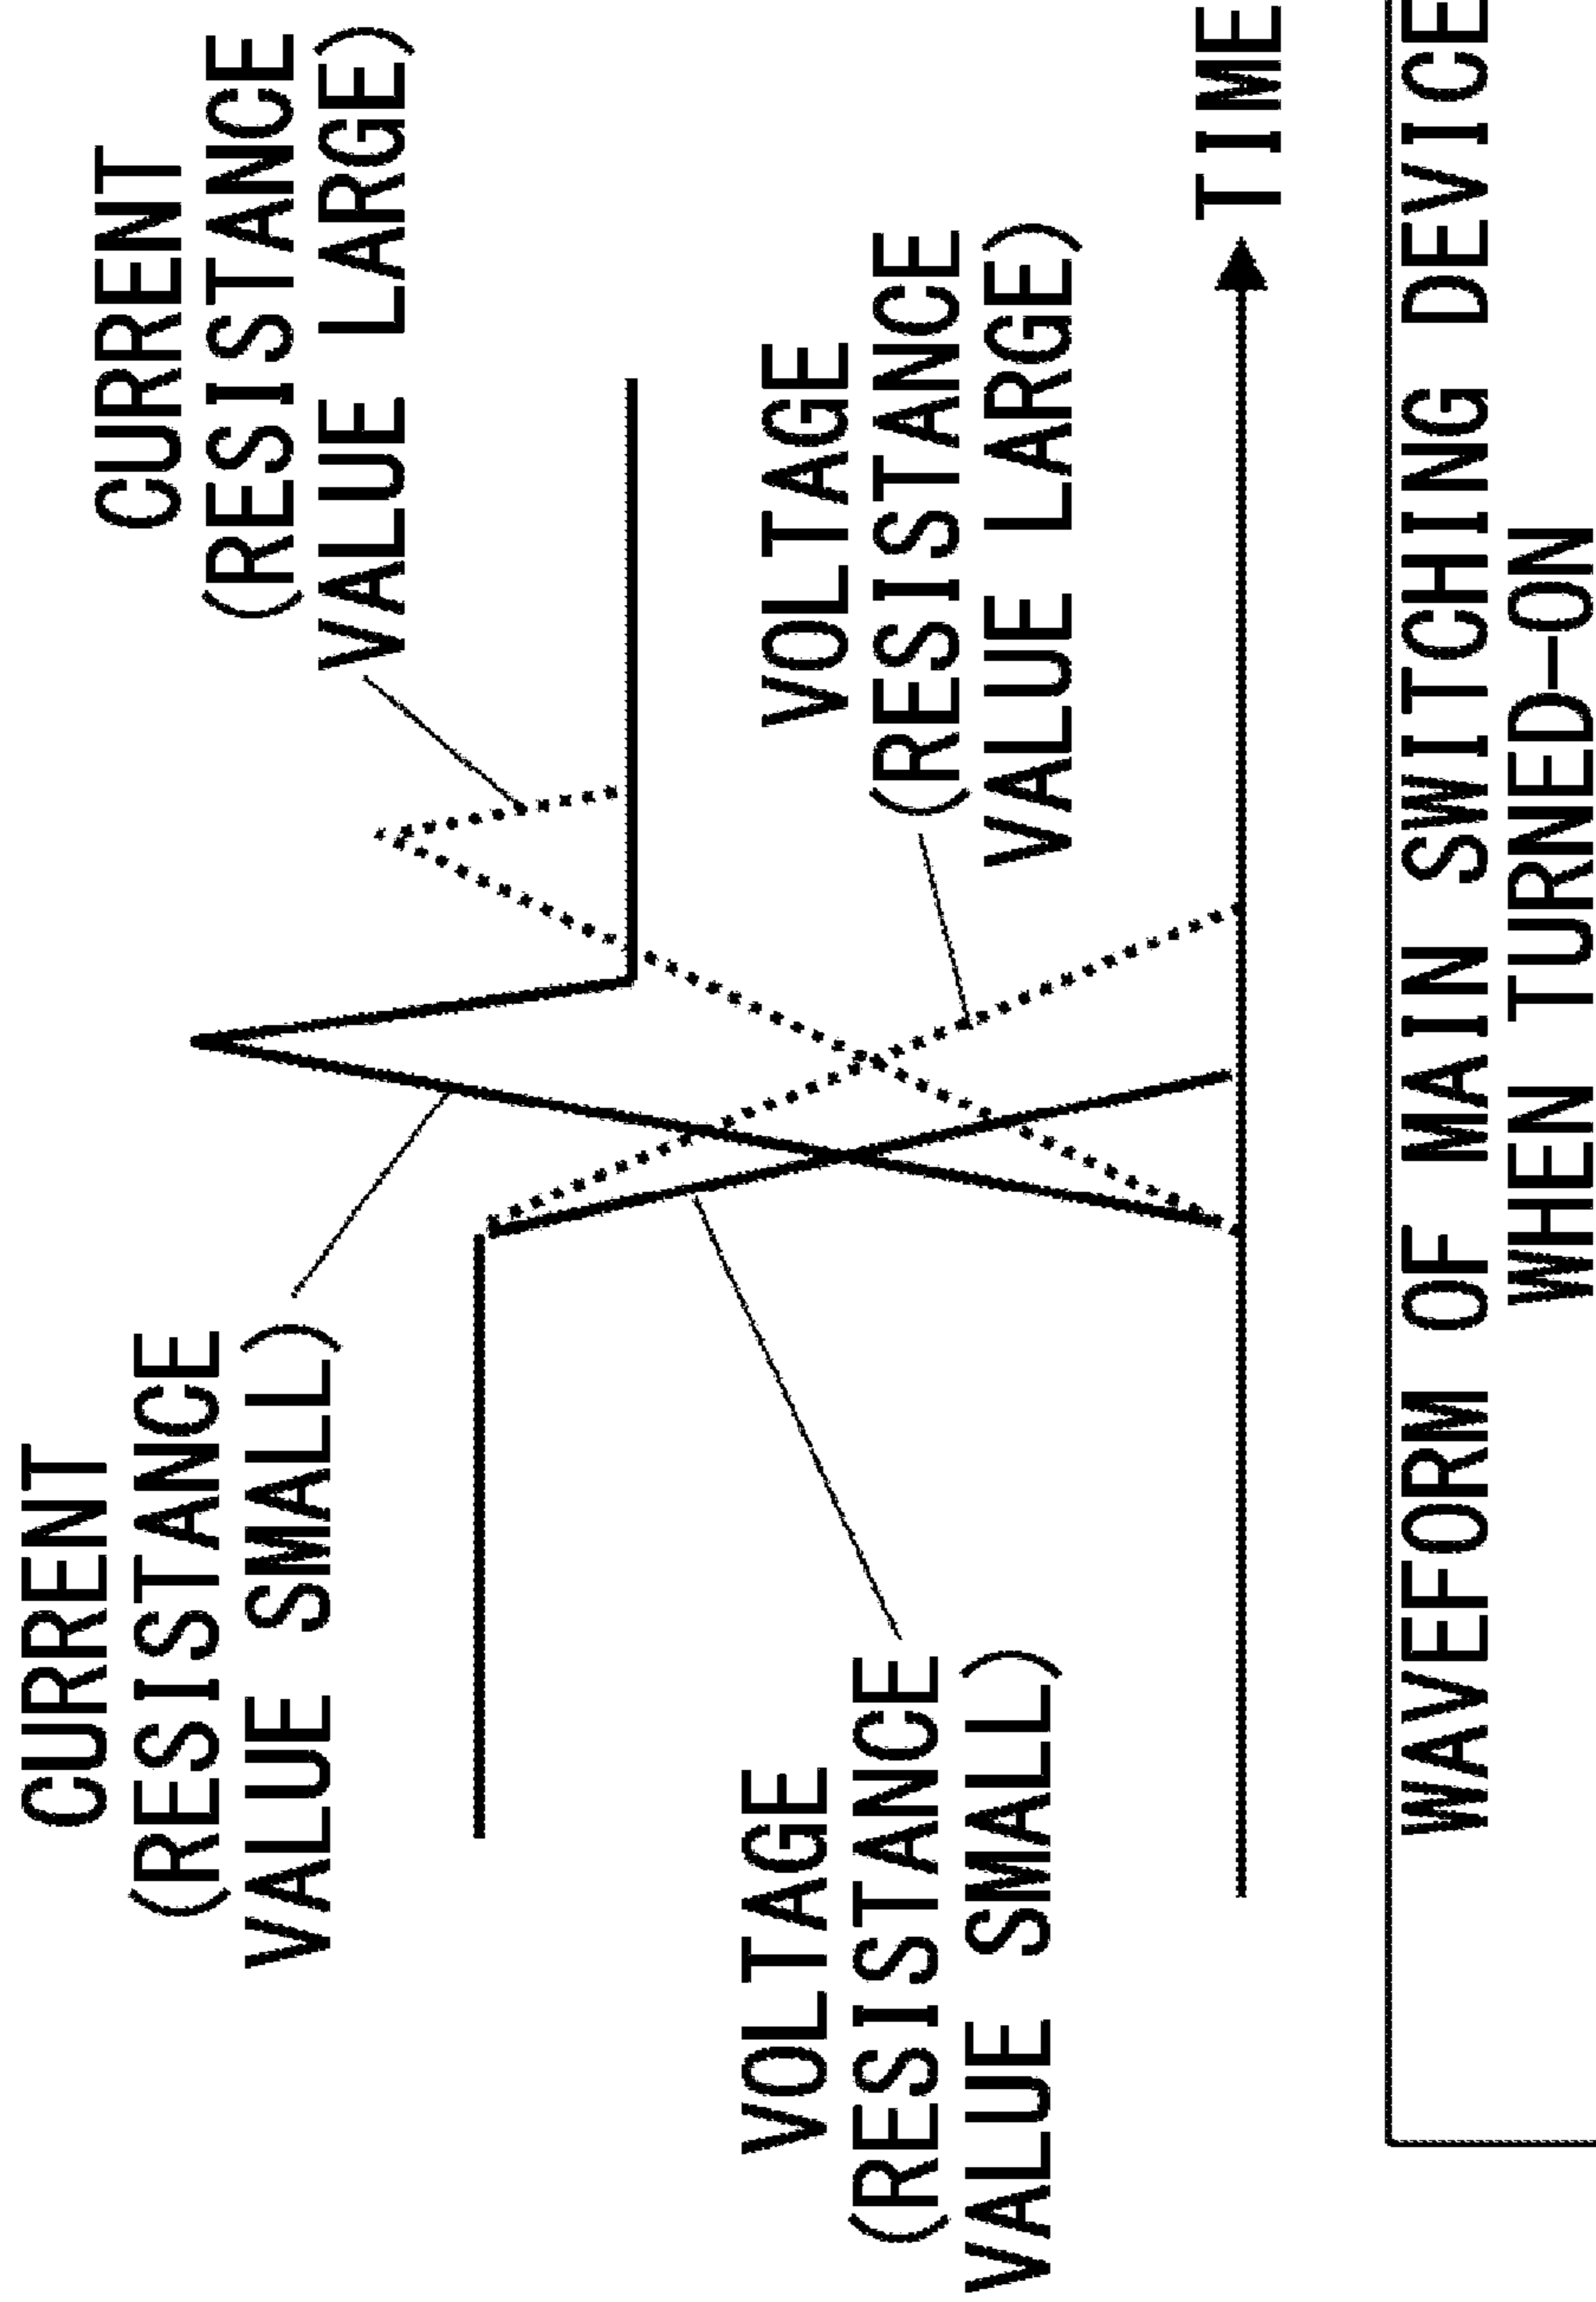 CURRENT
(RESISTANCE
VALUE SMALL)
CURRENT
(RESISTANCE
VALUE LARGE)
VOLTAGE
(RESISTANCE
VALUE SMALL)
VOLTAGE
(RESISTANCE
VALUE LARGE)
TIME
WAVEFORM OF MAIN SWITCHING DEVICE
WHEN TURNED-ON